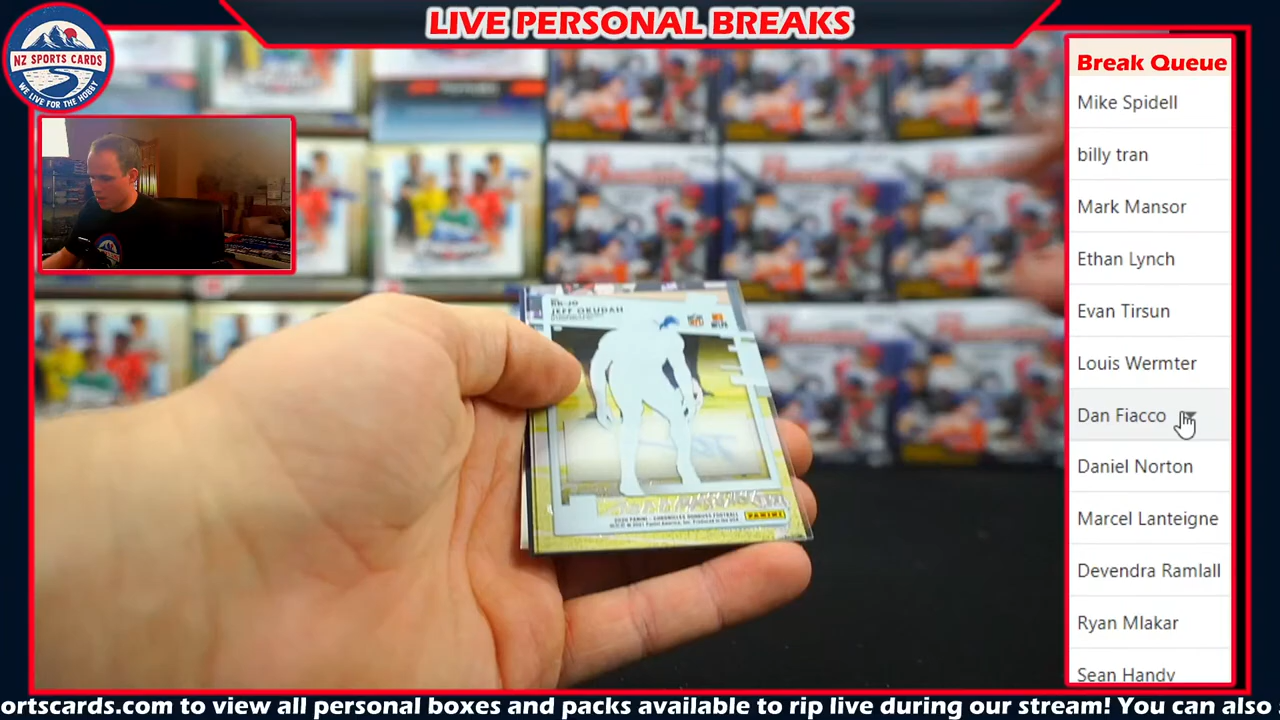 LIVE PERSONAL BREAKS
NZ SPORTS CARDS
WE LIVE FOR THE HOBBY
Break Queue
Mike Spidell
billy tran
Mark Mansor
Ethan Lynch
Evan Tirsun
Louis Wermter
Dan Fiacco
Daniel Norton
Marcel Lanteigne
Devendra Ramlall
Ryan Mlakar
Sean Handy
JEFF OKUDAH
PANINI
ortscards.com to view all personal boxes and packs available to rip live during our stream! You can also